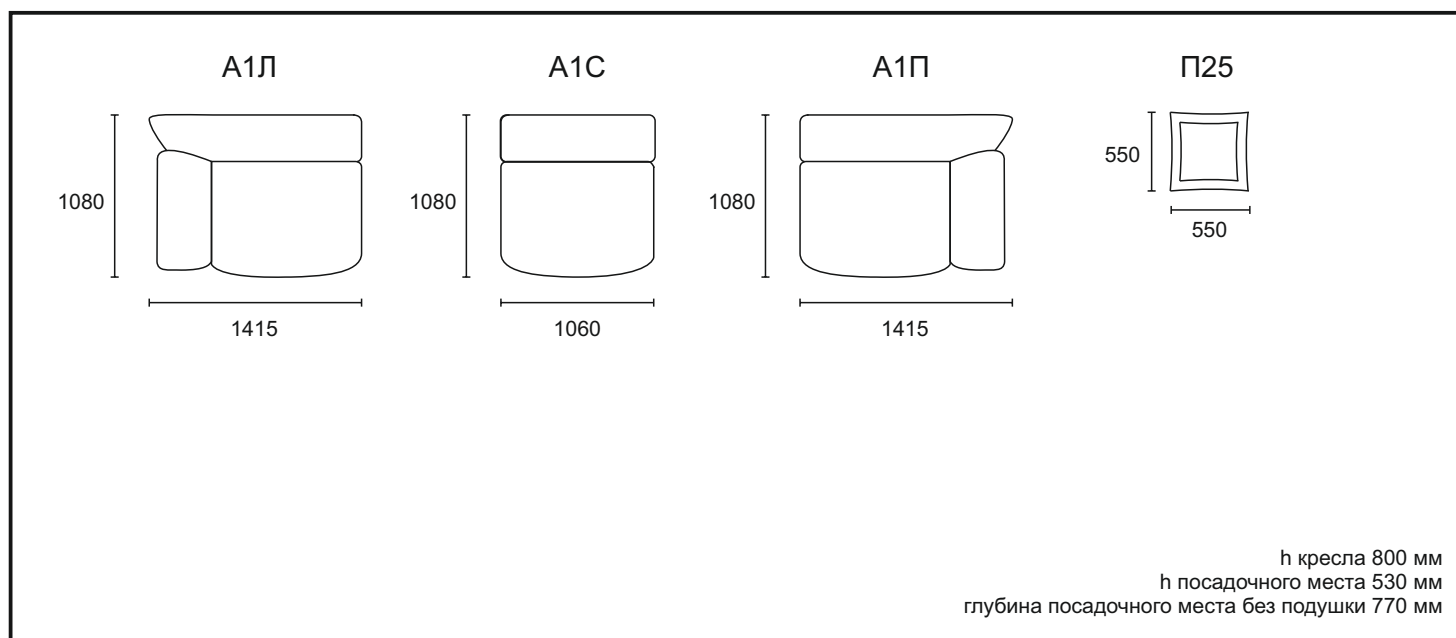 А1Л
А1С
А1П
П25
1080
1415
1080
1060
1080
1415
550
550
h кресла 800 мм
h посадочного места 530 мм
глубина посадочного места без подушки 770 мм